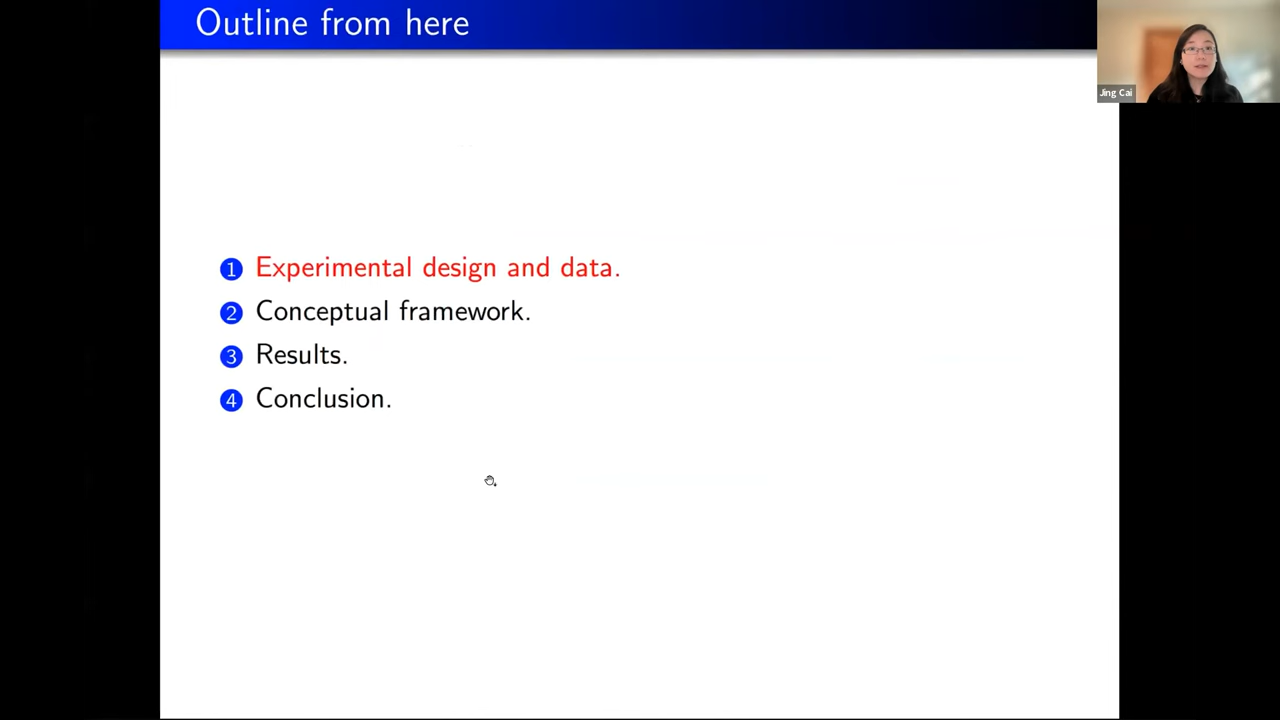 Outline from here
Jing Cai
1 Experimental design and data.
2 Conceptual framework.
3 Results.
4 Conclusion.